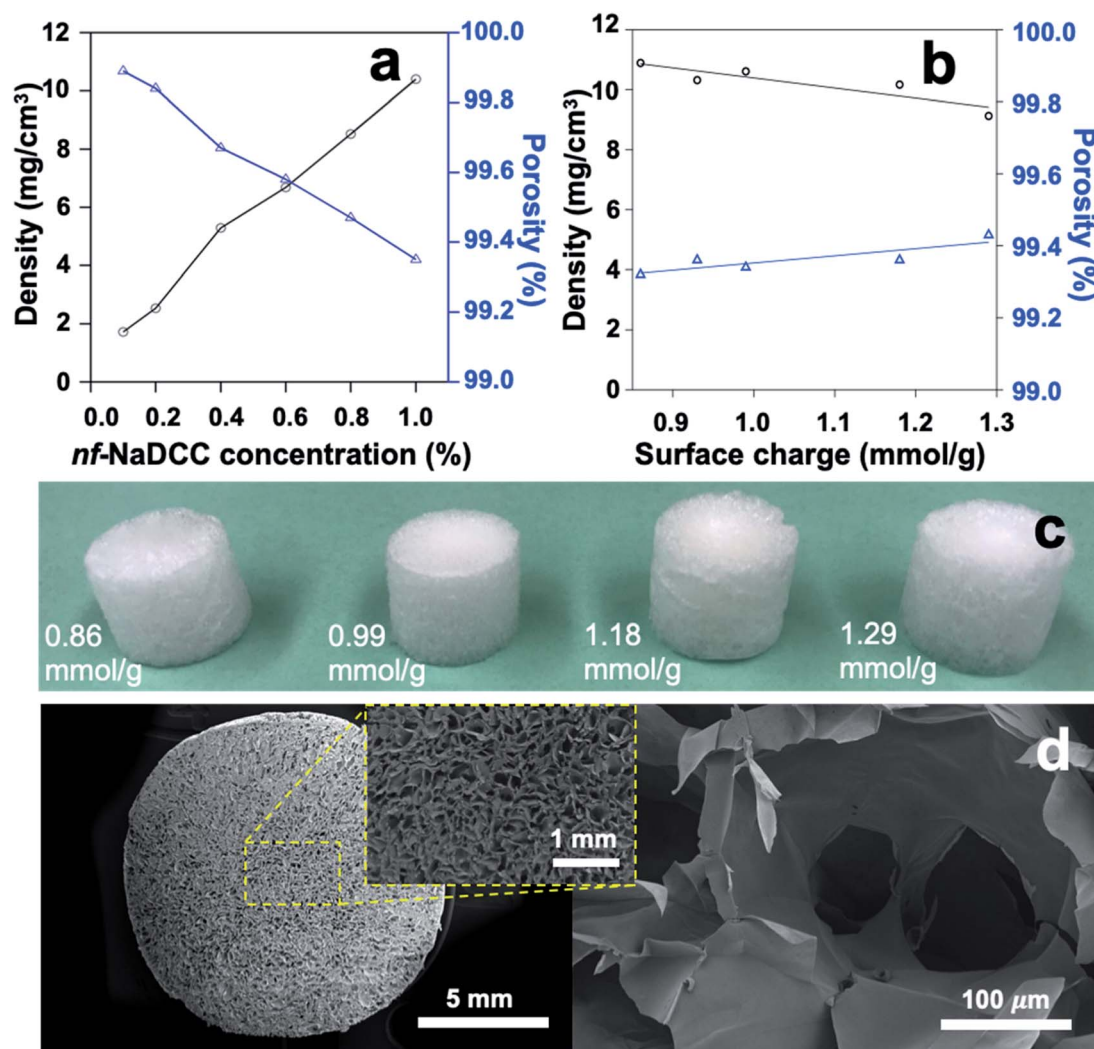 a
12
10
8
6
4
2
0
Density (mg/cm³)
100.0
99.8
99.6
99.4
99.2
99.0
Porosity (%)
0.0 0.2 0.4 0.6 0.8 1.0
nf-NaDCC concentration (%)
b
12
10
8
6
4
2
0
Density (mg/cm³)
100.0
99.8
99.6
99.4
99.2
99.0
Porosity (%)
0.9 1.0 1.1 1.2 1.3
Surface charge (mmol/g)
c
0.86
mmol/g
0.99
mmol/g
1.18
mmol/g
1.29
mmol/g
d
1 mm
5 mm
100 μm